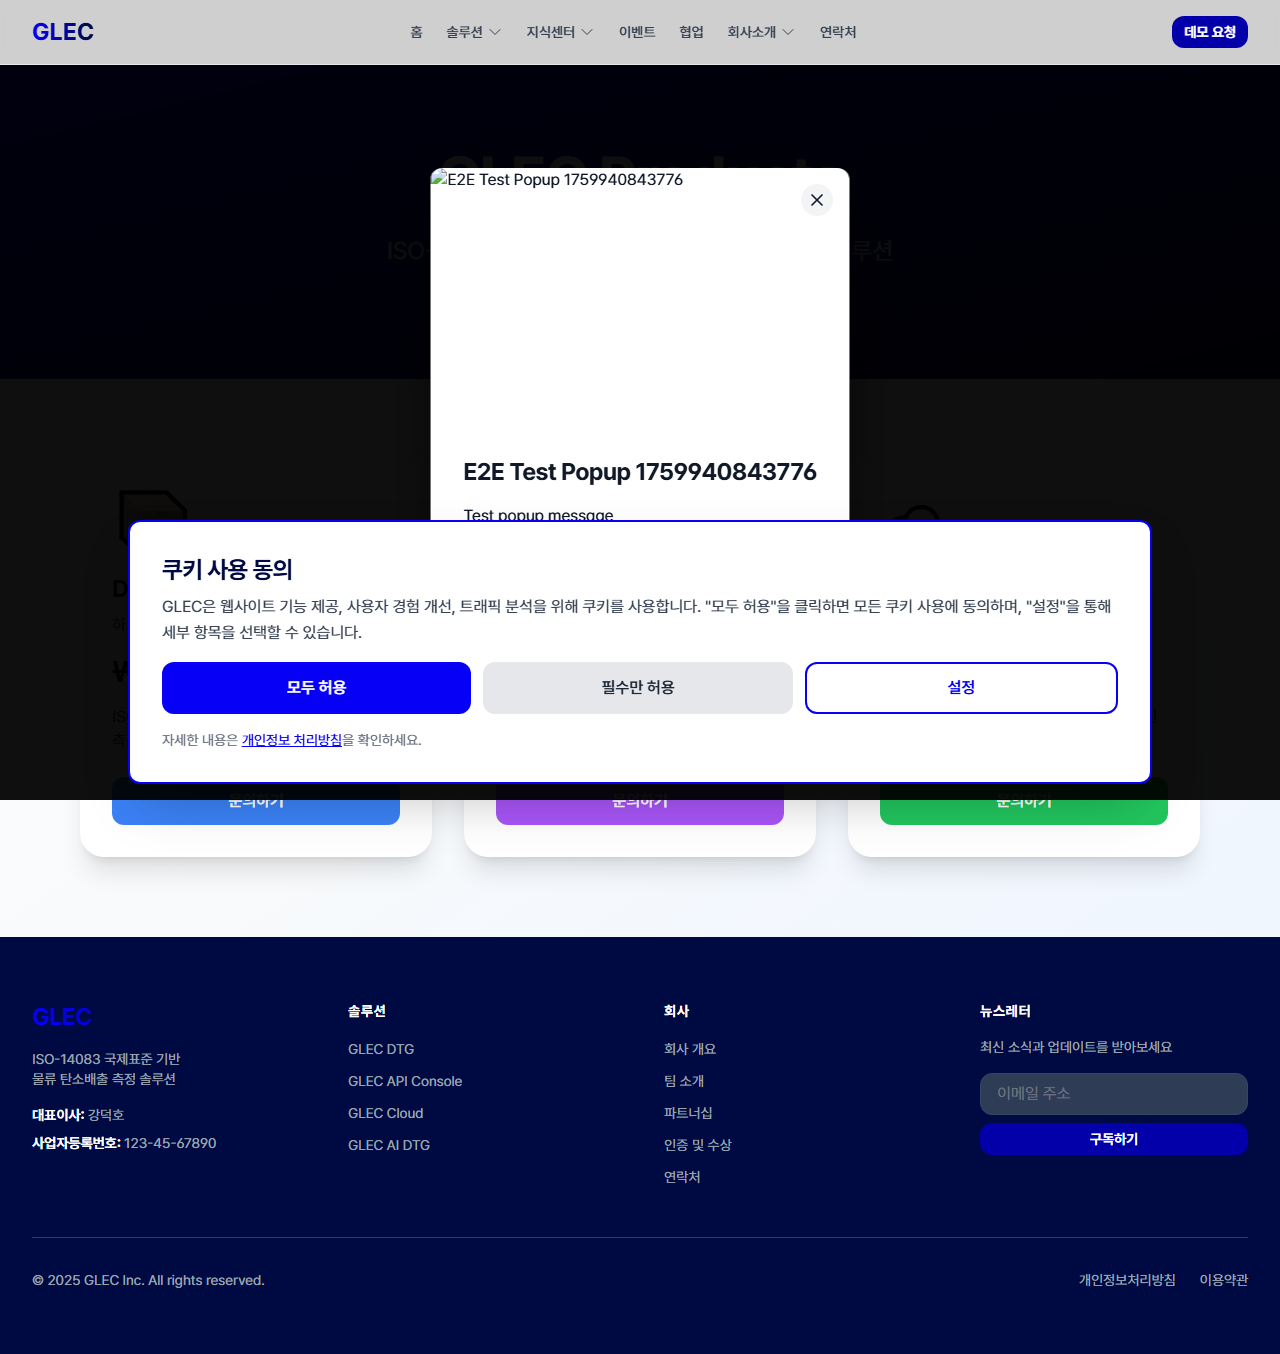 GLEC
홈
솔루션
지식센터
이벤트
협업
회사소개
연락처
데모 요청
E2E Test Popup 1759940843776
E2E Test Popup 1759940843776
Test popup message
쿠키 사용 동의
GLEC은 웹사이트 기능 제공, 사용자 경험 개선, 트래픽 분석을 위해 쿠키를 사용합니다. "모두 허용"을 클릭하면 모든 쿠키 사용에 동의하며, "설정"을 통해
세부 항목을 선택할 수 있습니다.
모두 허용
필수만 허용
설정
자세한 내용은 개인정보 처리방침을 확인하세요.
문의하기
문의하기
문의하기
GLEC
ISO-14083 국제표준 기반
물류 탄소배출 측정 솔루션
대표이사: 강덕호
사업자등록번호: 123-45-67890
솔루션
GLEC DTG
GLEC API Console
GLEC Cloud
GLEC AI DTG
회사
회사 개요
팀 소개
파트너십
인증 및 수상
연락처
뉴스레터
최신 소식과 업데이트를 받아보세요
이메일 주소
구독하기
© 2025 GLEC Inc. All rights reserved.
개인정보처리방침
이용약관